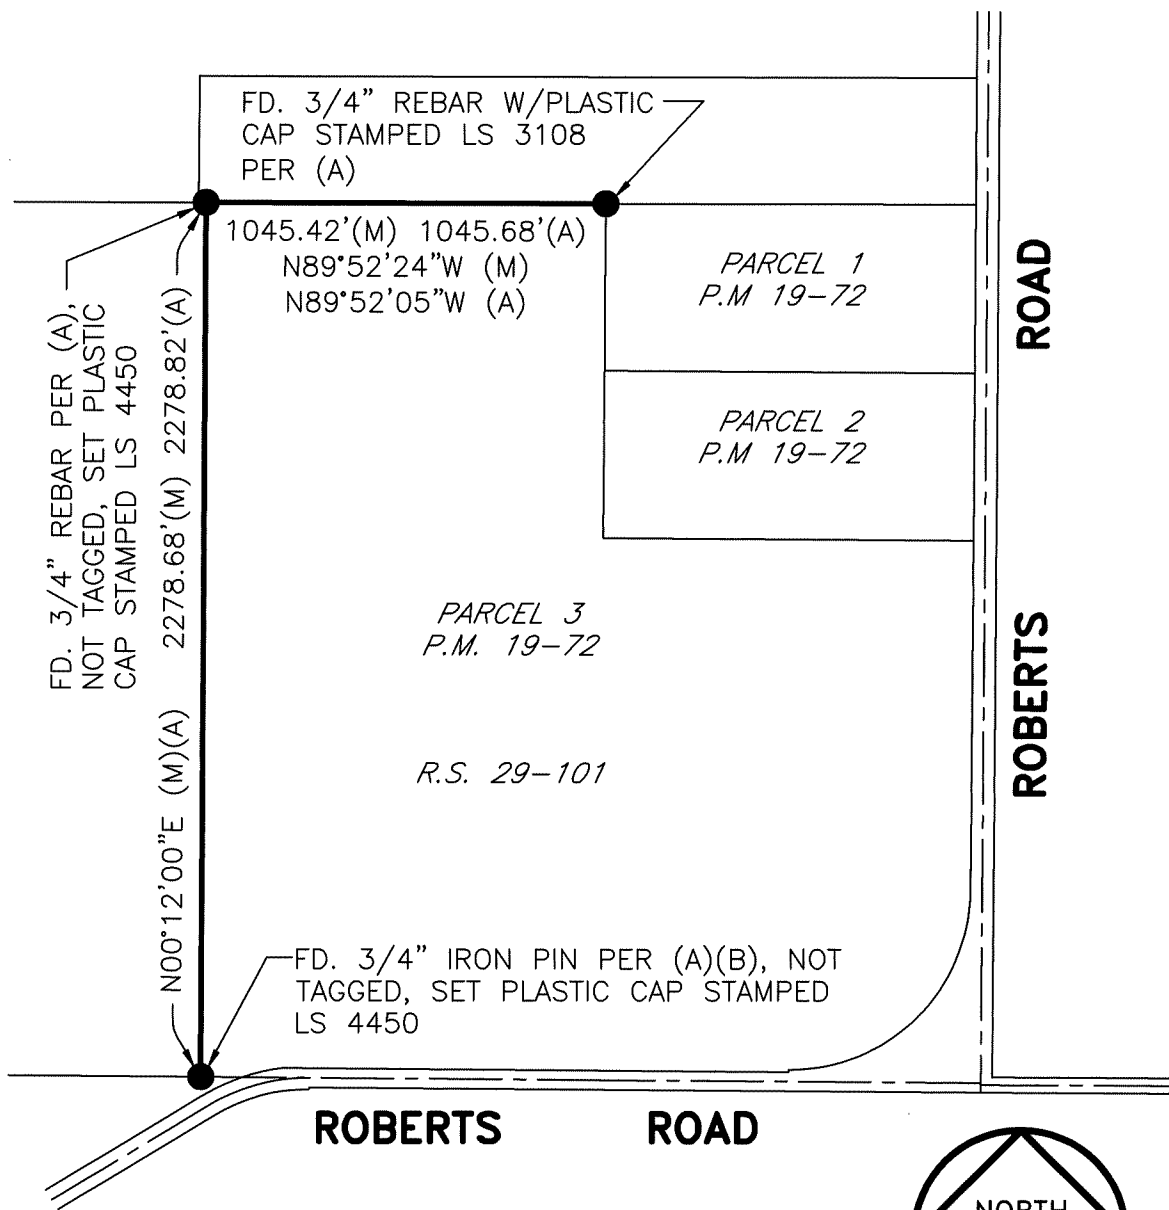 FD. 3/4" REBAR W/PLASTIC
CAP STAMPED LS 3108
PER (A)
1045.42'(M) 1045.68'(A)
N89°52'24"W (M)
N89°52'05"W (A)
PARCEL 1
P.M 19-72
ROAD
FD. 3/4" REBAR PER (A),
NOT TAGGED, SET PLASTIC
CAP STAMPED LS 4450
N00°12'00"E (M)(A) 2278.68'(M) 2278.82'(A)
PARCEL 2
P.M 19-72
PARCEL 3
P.M. 19-72
ROBERTS
R.S. 29-101
FD. 3/4" IRON PIN PER (A)(B), NOT
TAGGED, SET PLASTIC CAP STAMPED
LS 4450
ROBERTS ROAD
NORTH